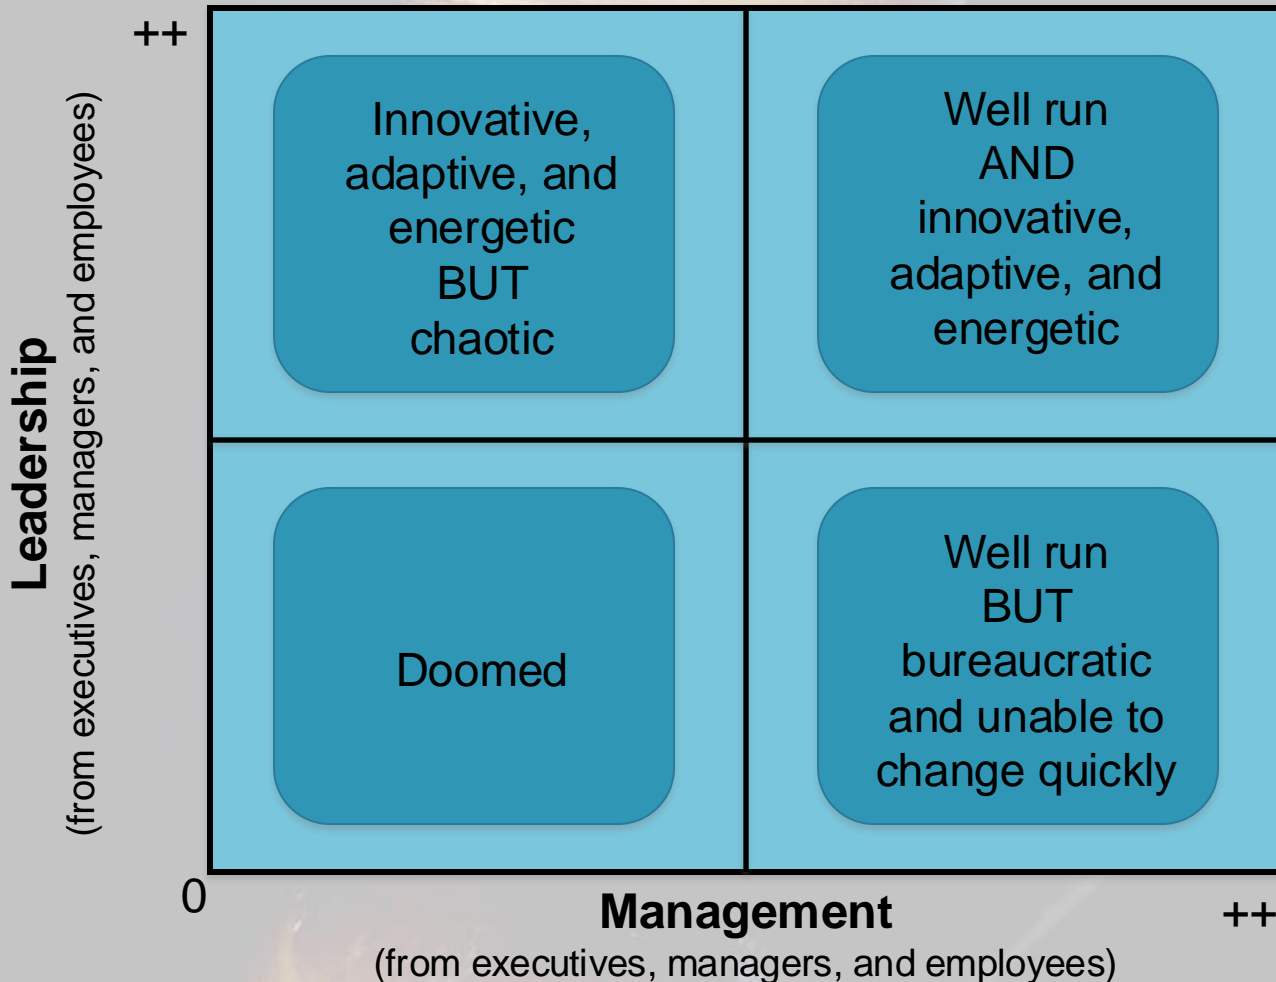 ++
Leadership
(from executives, managers, and employees)
Innovative,
adaptive, and
energetic
BUT
chaotic
Well run
AND
innovative,
adaptive, and
energetic
Doomed
Well run
BUT
bureaucratic
and unable to
change quickly
0
Management
++
(from executives, managers, and employees)